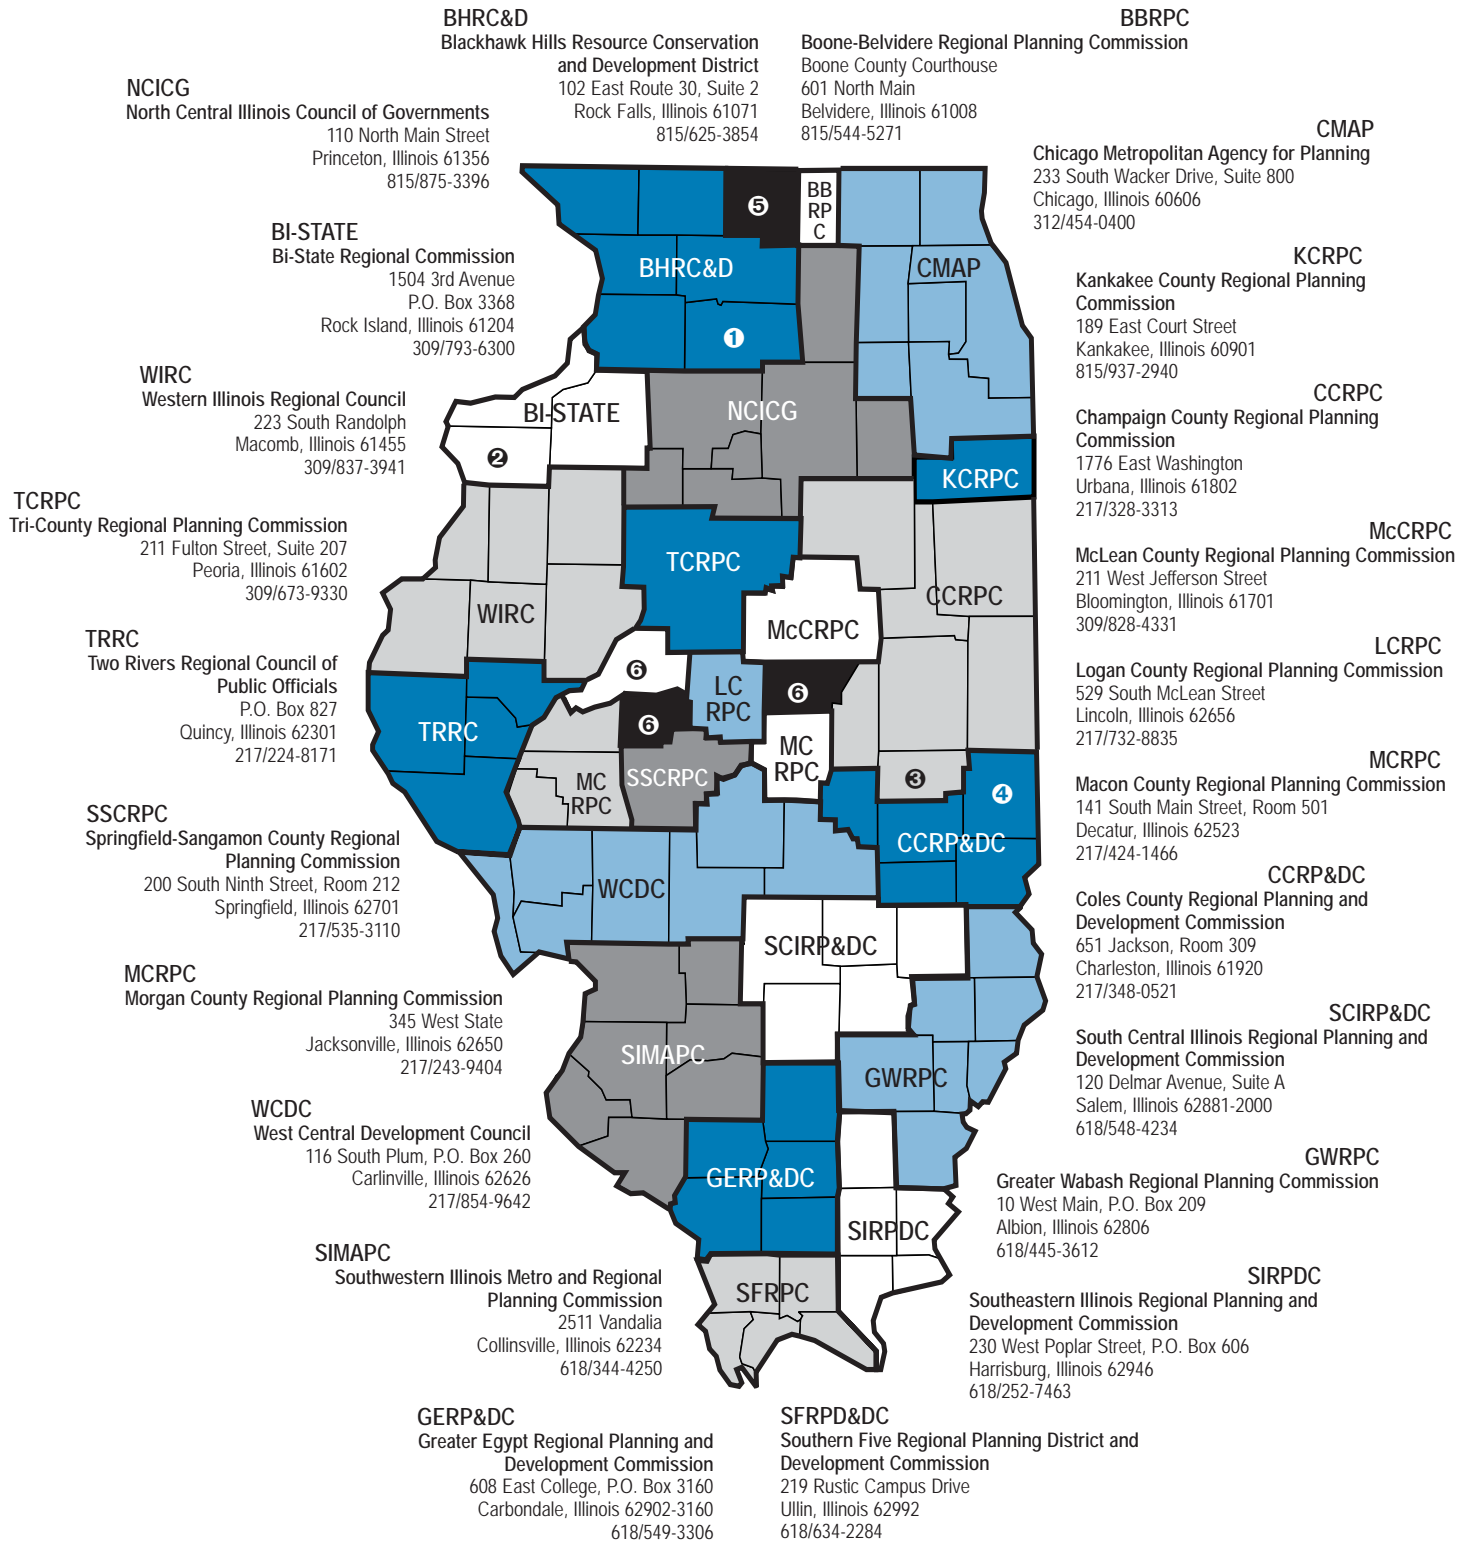 BHRC&D
Blackhawk Hills Resource Conservation
and Development District
102 East Route 30, Suite 2
Rock Falls, Illinois 61071
815/625-3854
BBRPC
Boone-Belvidere Regional Planning Commission
Boone County Courthouse
601 North Main
Belvidere, Illinois 61008
815/544-5271
NCICG
North Central Illinois Council of Governments
110 North Main Street
Princeton, Illinois 61356
815/875-3396
CMAP
Chicago Metropolitan Agency for Planning
233 South Wacker Drive, Suite 800
Chicago, Illinois 60606
312/454-0400
BI-STATE
Bi-State Regional Commission
1504 3rd Avenue
P.O. Box 3368
Rock Island, Illinois 61204
309/793-6300
KCRPC
Kankakee County Regional Planning
Commission
189 East Court Street
Kankakee, Illinois 60901
815/937-2940
WIRC
Western Illinois Regional Council
223 South Randolph
Macomb, Illinois 61455
309/837-3941
CCRPC
Champaign County Regional Planning
Commission
1776 East Washington
Urbana, Illinois 61802
217/328-3313
TCRPC
Tri-County Regional Planning Commission
211 Fulton Street, Suite 207
Peoria, Illinois 61602
309/673-9330
McCRPC
McLean County Regional Planning Commission
211 West Jefferson Street
Bloomington, Illinois 61701
309/828-4331
TRRC
Two Rivers Regional Council of
Public Officials
P.O. Box 827
Quincy, Illinois 62301
217/224-8171
LCRPC
Logan County Regional Planning Commission
529 South McLean Street
Lincoln, Illinois 62656
217/732-8835
SSCRPC
Springfield-Sangamon County Regional
Planning Commission
200 South Ninth Street, Room 212
Springfield, Illinois 62701
217/535-3110
MCRPC
Macon County Regional Planning Commission
141 South Main Street, Room 501
Decatur, Illinois 62523
217/424-1466
MCRPC
Morgan County Regional Planning Commission
345 West State
Jacksonville, Illinois 62650
217/243-9404
CCRP&DC
Coles County Regional Planning and
Development Commission
651 Jackson, Room 309
Charleston, Illinois 61920
217/348-0521
WCDC
West Central Development Council
116 South Plum, P.O. Box 260
Carlinville, Illinois 62626
217/854-9642
SCIRP&DC
South Central Illinois Regional Planning and
Development Commission
120 Delmar Avenue, Suite A
Salem, Illinois 62881-2000
618/548-4234
SIMAPC
Southwestern Illinois Metro and Regional
Planning Commission
2511 Vandalia
Collinsville, Illinois 62234
618/344-4250
GWRPC
Greater Wabash Regional Planning Commission
10 West Main, P.O. Box 209
Albion, Illinois 62806
618/445-3612
SIRPDC
Southeastern Illinois Regional Planning and
Development Commission
230 West Poplar Street, P.O. Box 606
Harrisburg, Illinois 62946
618/252-7463
GERP&DC
Greater Egypt Regional Planning and
Development Commission
608 East College, P.O. Box 3160
Carbondale, Illinois 62902-3160
618/549-3306
SFRPD&DC
Southern Five Regional Planning District and
Development Commission
219 Rustic Campus Drive
Ullin, Illinois 62992
618/634-2284
5
BB
RP
C
BHRC&D
CMAP
1
NCICG
BI-STATE
2
KCRPC
TCRPC
CCRPC
WIRC
McCRPC
6
LC
RPC
6
6
TRRC
MC
RPC
SSCRPC
MC
RPC
3
4
CCRP&DC
WCDC
SCIRP&DC
SIMAPC
GWRPC
GERP&DC
SIRPDC
SFRPC